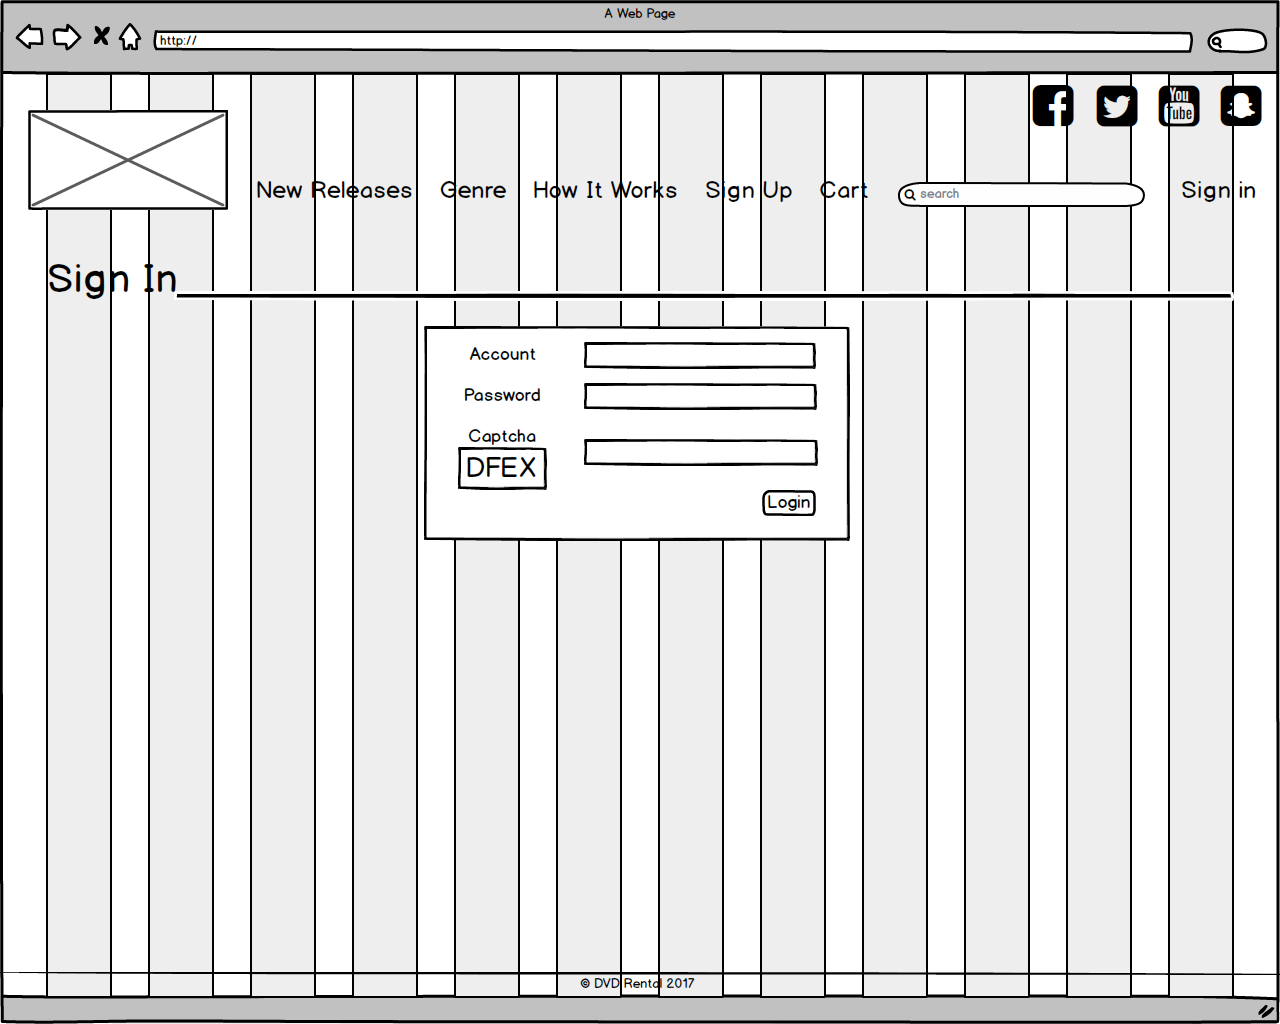 A Web Page
http://
You
Tube
New Releases Genre How It Works Sign Up Cart search Sign in
Sign In
Account
Password
Captcha
DFEX
Login
© DVD Rental 2017